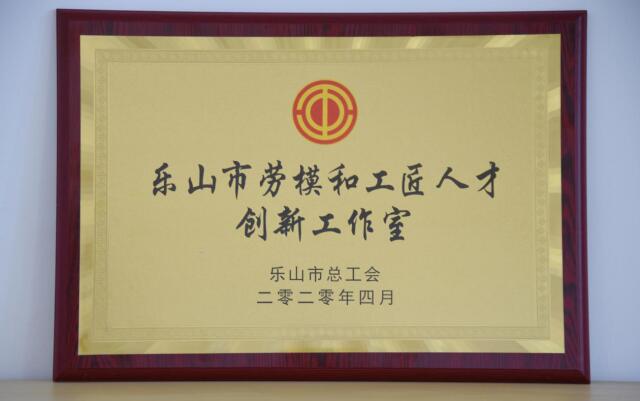 乐山市劳模和工匠人才
创新工作室
乐山市总工会
二零二零年四月